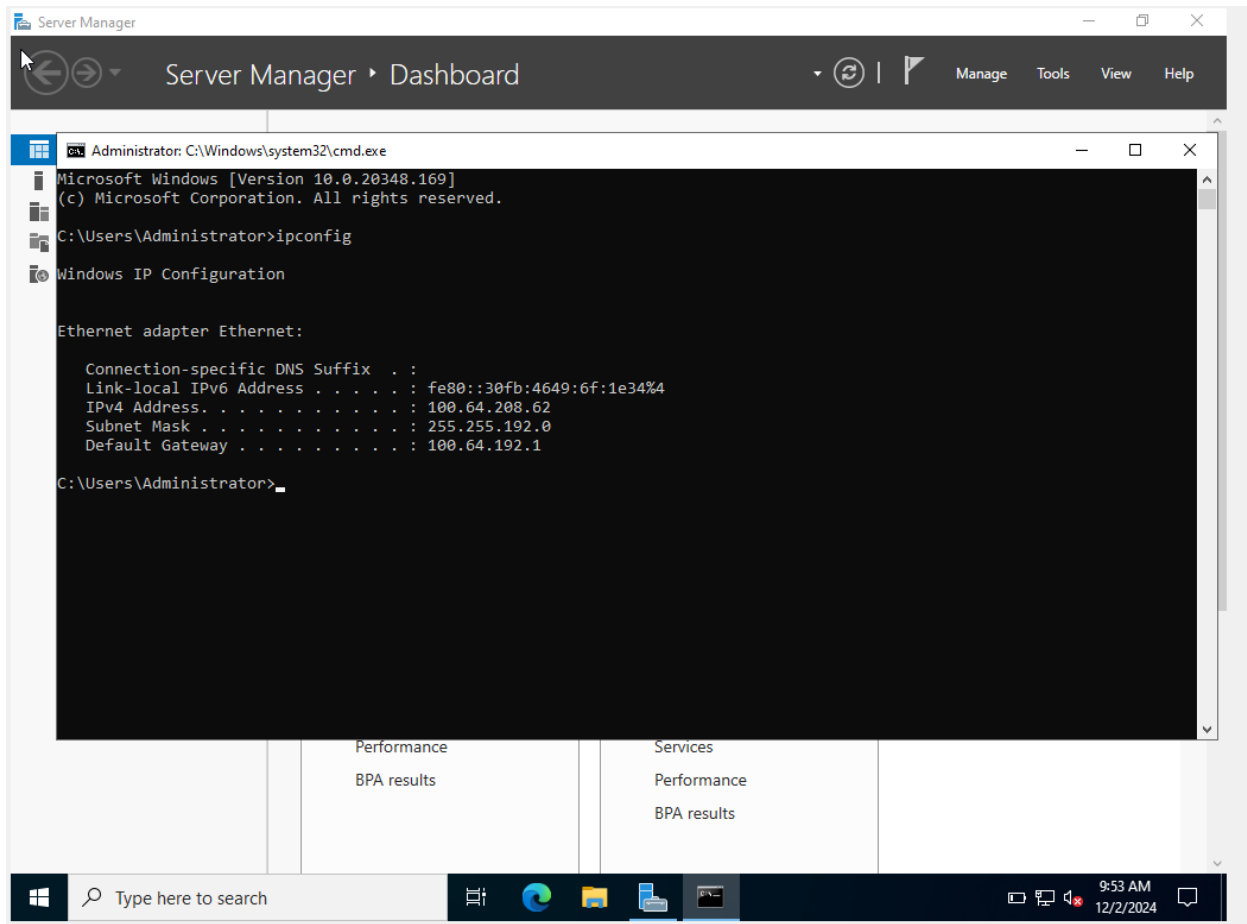 Server Manager
Server Manager ‣ Dashboard
Manage Tools View Help
Administrator: C:\Windows\system32\cmd.exe
Microsoft Windows [Version 10.0.20348.169]
(c) Microsoft Corporation. All rights reserved.
C:\Users\Administrator>ipconfig
Windows IP Configuration
Ethernet adapter Ethernet:
Connection-specific DNS Suffix  . :
Link-local IPv6 Address . . . . . : fe80::30fb:4649:6f:1e34%4
IPv4 Address. . . . . . . . . . . : 100.64.208.62
Subnet Mask . . . . . . . . . . . : 255.255.192.0
Default Gateway . . . . . . . . . : 100.64.192.1
C:\Users\Administrator>
Performance
BPA results
Services
Performance
BPA results
Type here to search
9:53 AM
12/2/2024